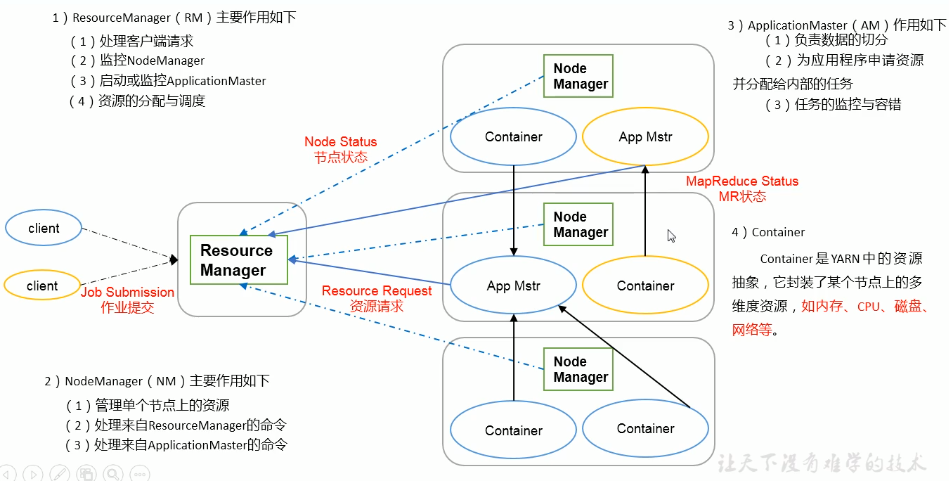 1）ResourceManager（RM）主要作用如下
（1）处理客户端请求
（2）监控NodeManager
（3）启动或监控ApplicationMaster
（4）资源的分配与调度
3）ApplicationMaster（AM）作用如下
（1）负责数据的切分
（2）为应用程序申请资源
并分配给内部的任务
（3）任务的监控与容错
Node
Manager
Container
App Mstr
Node Status
节点状态
MapReduce Status
MR状态
client
client
Job Submission
作业提交
Resource
Manager
Node
Manager
App Mstr
Container
Resource Request
资源请求
4）Container
Container是YARN中的资源
抽象，它封装了某个节点上的多
维度资源，如内存、CPU、磁盘、
网络等。
2）NodeManager（NM）主要作用如下
（1）管理单个节点上的资源
（2）处理来自ResourceManager的命令
（3）处理来自ApplicationMaster的命令
Node
Manager
Container
Container
让天下没有难学的技术